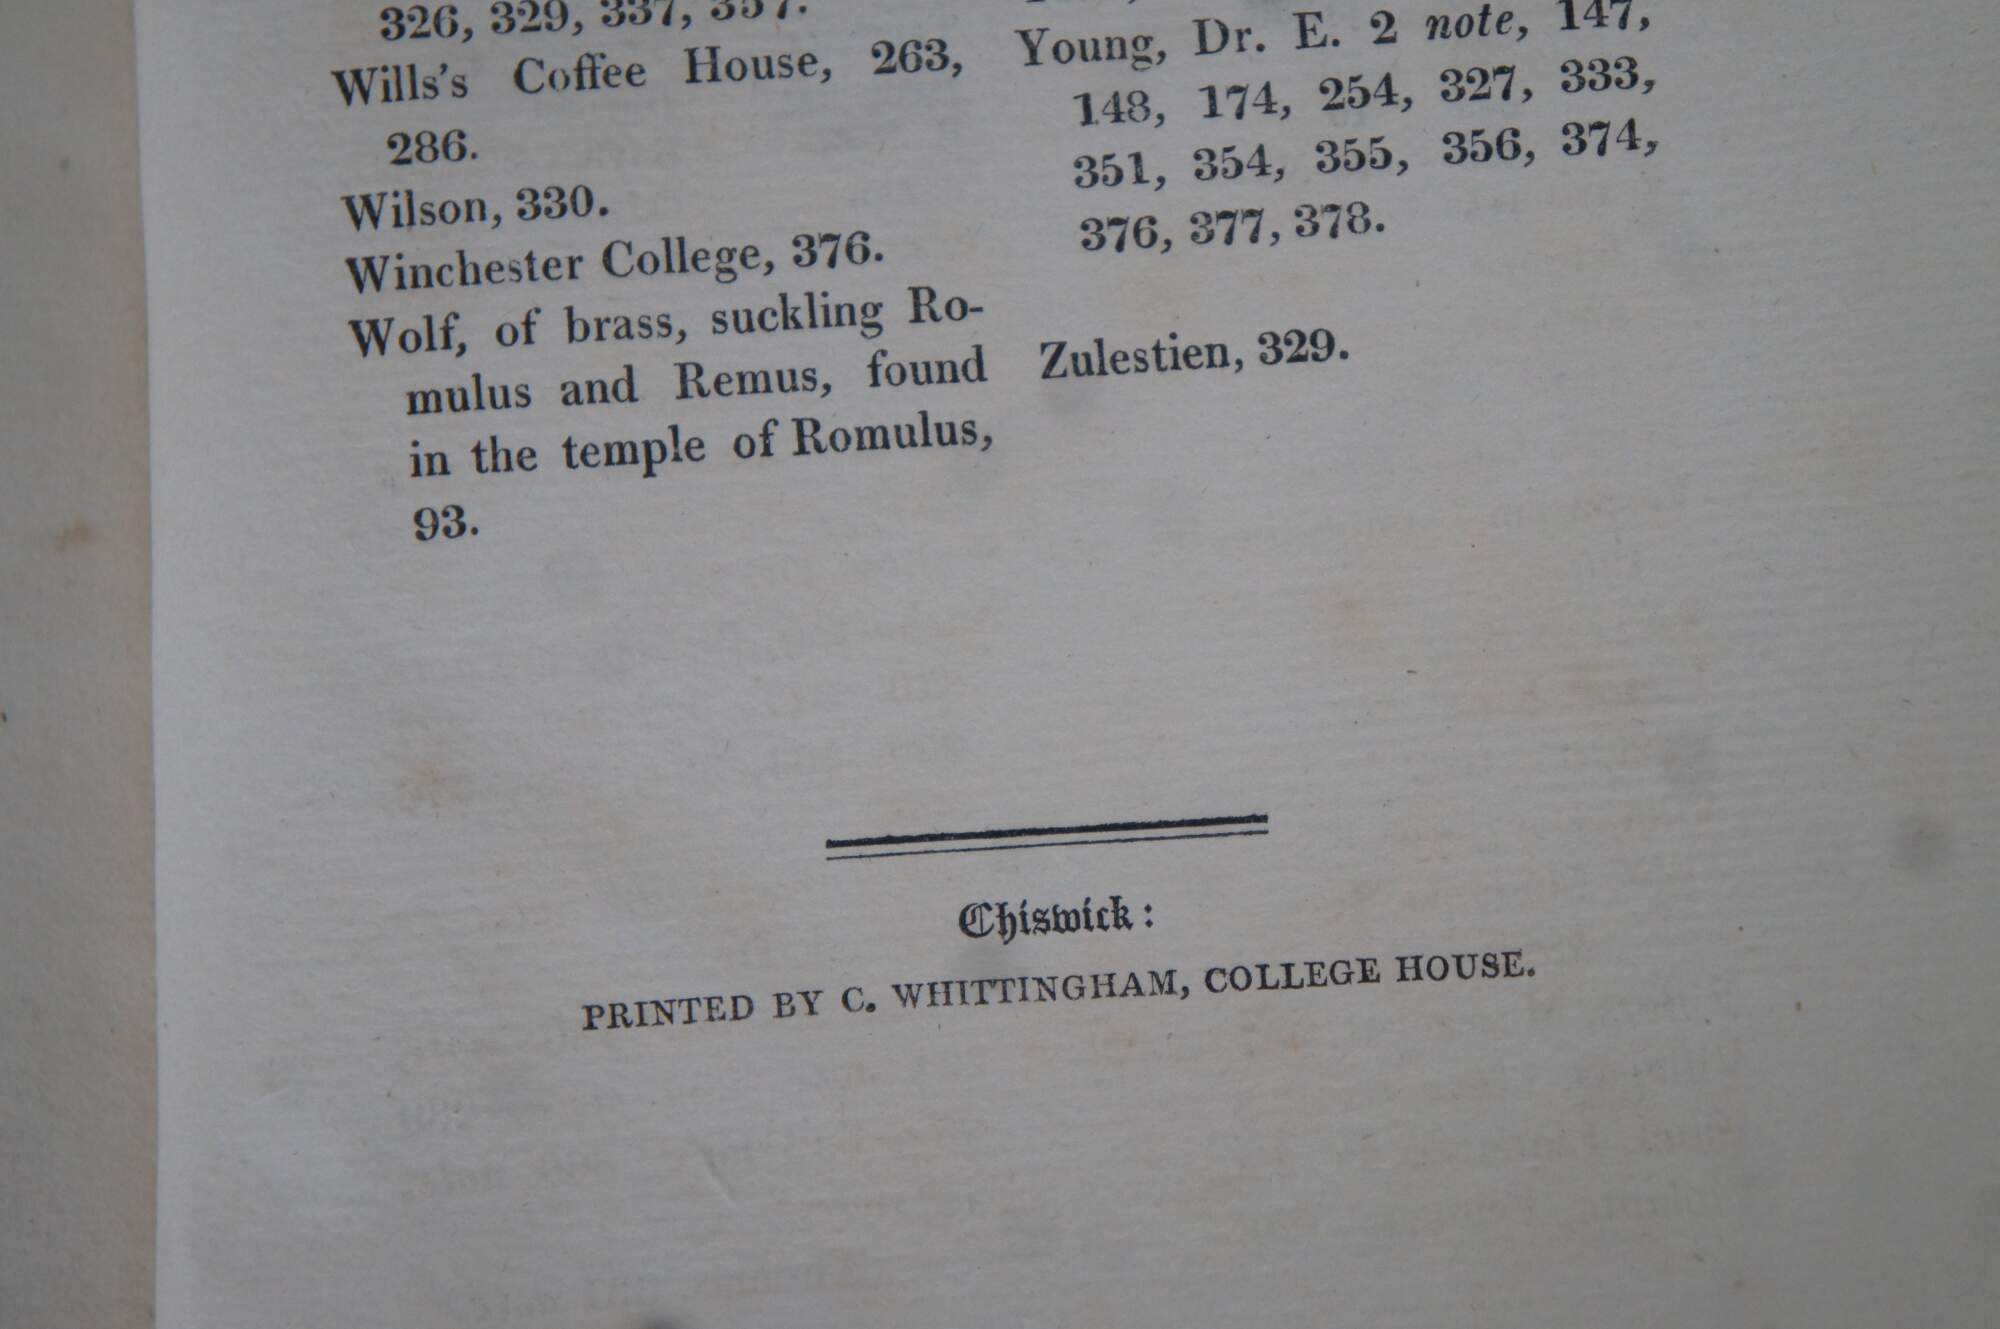 326, 329, 337, 357.
Wills's Coffee House, 263,
286.
Wilson, 330.
Winchester College, 376.
Wolf, of brass, suckling Ro-
mulus and Remus, found
in the temple of Romulus,
93.
Young, Dr. E. 2 note, 147,
148, 174, 254, 327, 333,
351, 354, 355, 356, 374,
376, 377, 378.
Zulestien, 329.
Chiswick:
PRINTED BY C. WHITTINGHAM, COLLEGE HOUSE.